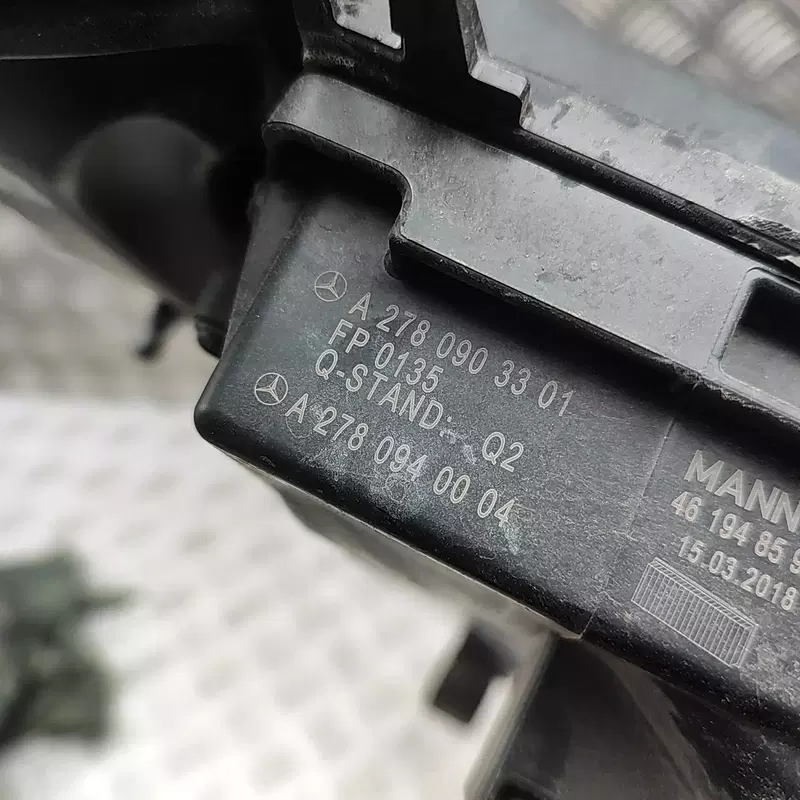 A 278 090 33 01
FP 0135
Q-STAND: Q2
A 278 094 00 04
MANN
46 194 85 9
15.03.2018